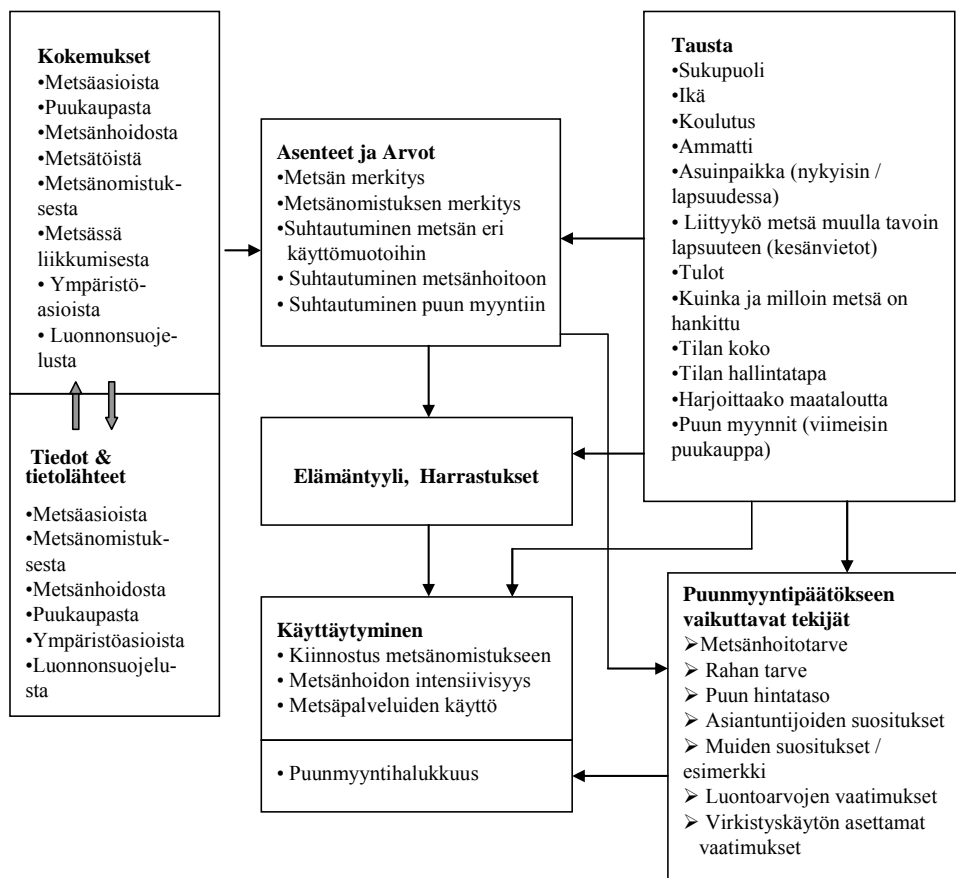 Kokemukset
•Metsäasioista
•Puukaupasta
•Metsänhoidosta
•Metsätöistä
•Metsänomistuk-
sesta
•Metsässä
liikkumisesta
• Ympäristö-
asioista
• Luonnonsuoje-
lusta
Tiedot &
tietolähteet
•Metsäasioista
•Metsänomistuk-
sesta
•Metsänhoidosta
•Puukaupasta
•Ympäristöasioista
•Luonnonsuojelu-
sta
Asenteet ja Arvot
• Metsän merkitys
•Metsänomistuksen merkitys
•Suhtautuminen metsän eri
käyttömuotoihin
• Suhtautuminen metsänhoitoon
• Suhtautuminen puun myyntiin
Elämäntyyli, Harrastukset
Käyttäytyminen
• Kiinnostus metsänomistukseen
• Metsänhoidon intensiivisyys
• Metsäpalveluiden käyttö
• Puunmyyntihalukkuus
Tausta
•Sukupuoli
•Ikä
•Koulutus
•Ammatti
•Asuinpaikka (nykyisin /
lapsuudessa)
• Liittyykö metsä muulla tavoin
lapsuuteen (kesänvietot)
•Tulot
•Kuinka ja milloin metsä on
hankittu
•Tilan koko
•Tilan hallintatapa
•Harjoittaako maataloutta
•Puun myynnit (viimeisin
puukauppa)
Puunmyyntipäätökseen
vaikuttavat tekijät
➢Metsänhoitotarve
➢ Rahan tarve
➢ Puun hintataso
➢ Asiantuntijoiden suositukset
➢ Muiden suositukset /
esimerkki
➢ Luontoarvojen vaatimukset
➢ Virkistyskäytön asettamat
vaatimukset